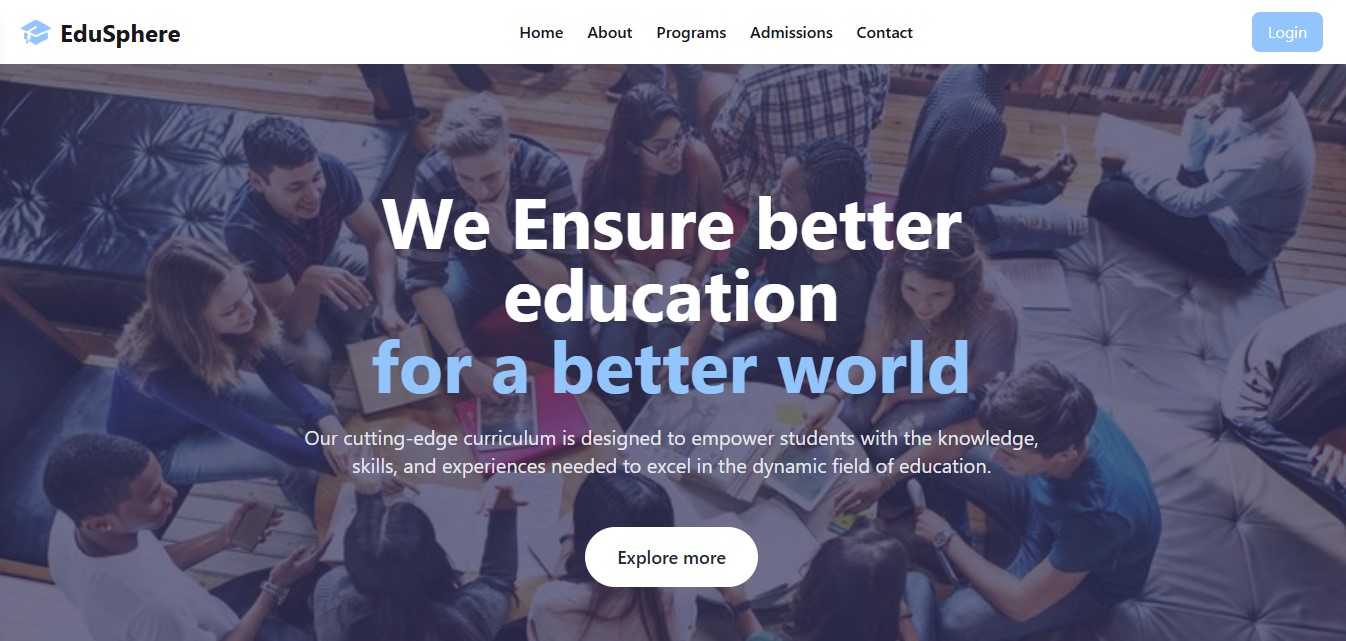 EduSphere
Home About Programs Admissions Contact
Login
We Ensure better
education
for a better world
Our cutting-edge curriculum is designed to empower students with the knowledge,
skills, and experiences needed to excel in the dynamic field of education.
Explore more